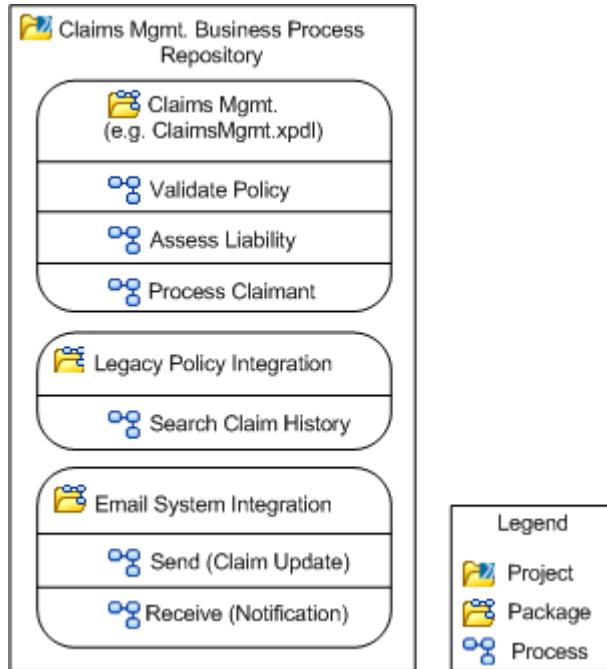 Claims Mgmt. Business Process
Repository
Claims Mgmt.
(e.g. ClaimsMgmt.xpdl)
Validate Policy
Assess Liability
Process Claimant
Legacy Policy Integration
Search Claim History
Email System Integration
Send (Claim Update)
Receive (Notification)
Legend
Project
Package
Process